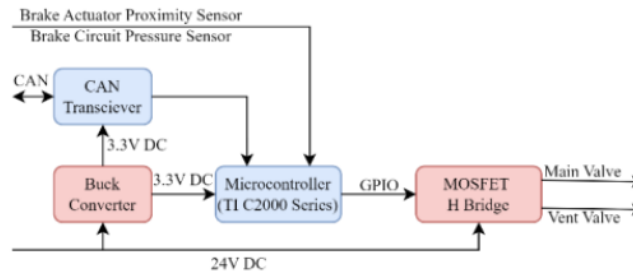 Brake Actuator Proximity Sensor
Brake Circuit Pressure Sensor
CAN
CAN
Transciever
3.3V DC
Buck
Converter
3.3V DC
Microcontroller
(TI C2000 Series)
GPIO
MOSFET
H Bridge
Main Valve
Vent Valve
24V DC